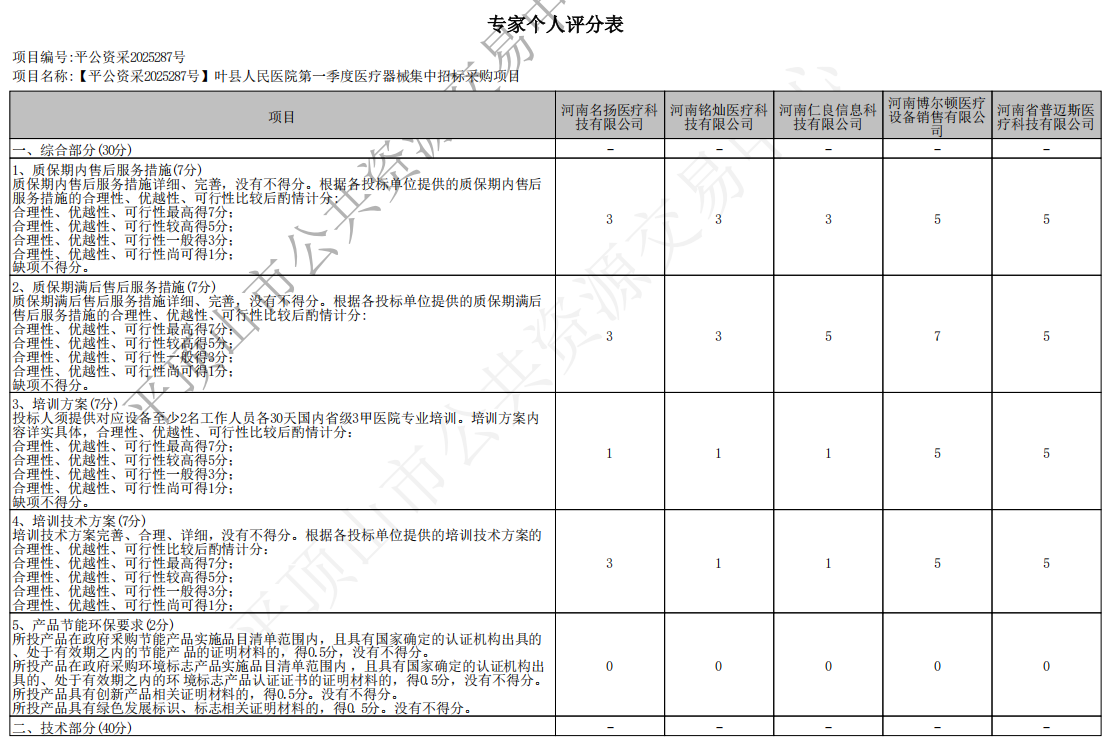 专家个人评分表
项目编号:平公资采2025287号
项目名称:【平公资采2025287号】叶县人民医院第一季度医疗器械集中招标采购项目
项目
河南名扬医疗科
技有限公司
河南铭灿医疗科
技有限公司
河南仁良信息科
技有限公司
河南博尔顿医疗
设备销售有限公
司
河南省普迈斯医
疗科技有限公司
一、综合部分(30分) - - - - -
1、质保期内售后服务措施(7分)
质保期内售后服务措施详细、完善，没有不得分。根据各投标单位提供的质保期内售后
服务措施的合理性、优越性、可行性比较后酌情计分:
合理性、优越性、可行性最高得7分；
合理性、优越性、可行性较高得5分；
合理性、优越性、可行性一般得3分；
合理性、优越性、可行性尚可得1分；
缺项不得分。
3 3 3 5 5
2、质保期满后售后服务措施(7分)
质保期满后售后服务措施详细、完善，没有不得分。根据各投标单位提供的质保期满后
售后服务措施的合理性、优越性、可行性比较后酌情计分:
合理性、优越性、可行性最高得7分；
合理性、优越性、可行性较高得5分；
合理性、优越性、可行性一般得3分；
合理性、优越性、可行性尚可得1分；
缺项不得分。
3 3 5 7 5
3、培训方案(7分)
投标人须提供对应设备至少2名工作人员各30天国内省级3甲医院专业培训。培训方案内
容详实具体，合理性、优越性、可行性比较后酌情计分:
合理性、优越性、可行性最高得7分；
合理性、优越性、可行性较高得5分；
合理性、优越性、可行性一般得3分；
合理性、优越性、可行性尚可得1分；
缺项不得分。
1 1 1 5 5
4、培训技术方案(7分)
培训技术方案完善、合理、详细，没有不得分。根据各投标单位提供的培训技术方案的
合理性、优越性、可行性比较后酌情计分:
合理性、优越性、可行性最高得7分；
合理性、优越性、可行性较高得5分；
合理性、优越性、可行性一般得3分；
合理性、优越性、可行性尚可得1分；
3 1 1 5 5
5、产品节能环保要求(2分)
所投产品在政府采购节能产品实施品目清单范围内，且具有国家确定的认证机构出具的
、处于有效期之内的节能产 品的证明材料的，得0.5分，没有不得分。
所投产品在政府采购环境标志产品实施品目清单范围内 ，且具有国家确定的认证机构出
具的、处于有效期之内的环 境标志产品认证证书的证明材料的，得0.5分，没有不得分。
所投产品具有创新产品相关证明材料的，得0.5分。没有不得分。
所投产品具有绿色发展标识、标志相关证明材料的，得0. 5分。没有不得分。
0 0 0 0 0
二、技术部分(40分) - - - - -
平顶山市公共资源交易中
平顶山市公共资源交易中心